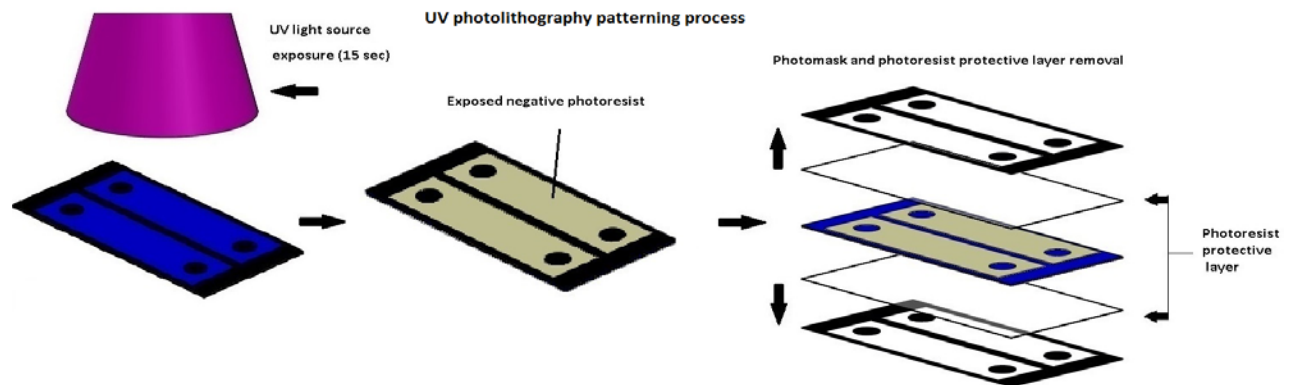 UV photolithography patterning process
UV light source
exposure (15 sec)
Exposed negative photoresist
Photomask and photoresist protective layer removal
Photoresist
protective
layer